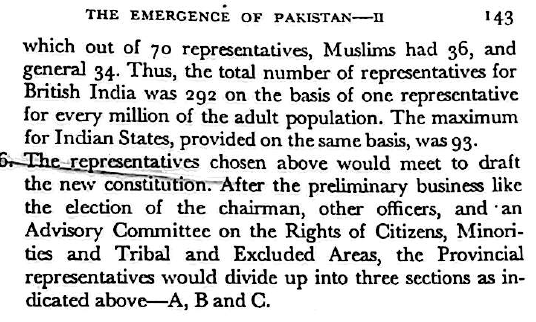 THE EMERGENCE OF PAKISTAN—II 143
which out of 70 representatives, Muslims had 36, and
general 34. Thus, the total number of representatives for
British India was 292 on the basis of one representative
for every million of the adult population. The maximum
for Indian States, provided on the same basis, was 93.
6. The representatives chosen above would meet to draft
the new constitution. After the preliminary business like
the election of the chairman, other officers, and an
Advisory Committee on the Rights of Citizens, Minori-
ties and Tribal and Excluded Areas, the Provincial
representatives would divide up into three sections as in-
dicated above—A, B and C.